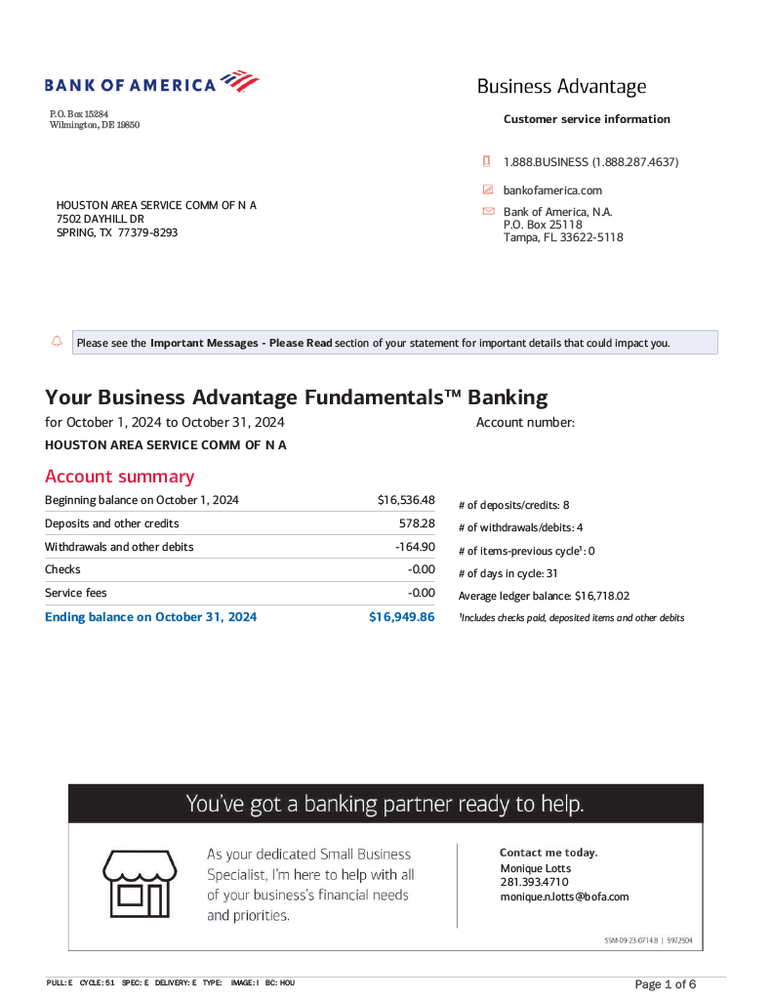 BANK OF AMERICA
Business Advantage
P.O. Box 15284
Wilmington, DE 19850
Customer service information
1.888.BUSINESS (1.888.287.4637)
bankofamerica.com
Bank of America, N.A.
P.O. Box 25118
Tampa, FL 33622-5118
HOUSTON AREA SERVICE COMM OF N A
7502 DAYHILL DR
SPRING, TX 77379-8293
Please see the Important Messages - Please Read section of your statement for important details that could impact you.
Your Business Advantage Fundamentals™ Banking
for October 1, 2024 to October 31, 2024 Account number:
HOUSTON AREA SERVICE COMM OF N A
Account summary
Beginning balance on October 1, 2024 $16,536.48
Deposits and other credits 578.28
Withdrawals and other debits -164.90
Checks -0.00
Service fees -0.00
Ending balance on October 31, 2024 $16,949.86
# of deposits/credits: 8
# of withdrawals/debits: 4
# of items-previous cycle¹: 0
# of days in cycle: 31
Average ledger balance: $16,718.02
¹Includes checks paid, deposited items and other debits
You've got a banking partner ready to help.
As your dedicated Small Business
Specialist, I'm here to help with all
of your business's financial needs
and priorities.
Contact me today.
Monique Lotts
281.393.4710
monique.n.lotts@bofa.com
SSM-09-23-0714.B | 5972504
PULL: E CYCLE: 51 SPEC: E DELIVERY: E TYPE: IMAGE: I BC: HOU
Page 1 of 6